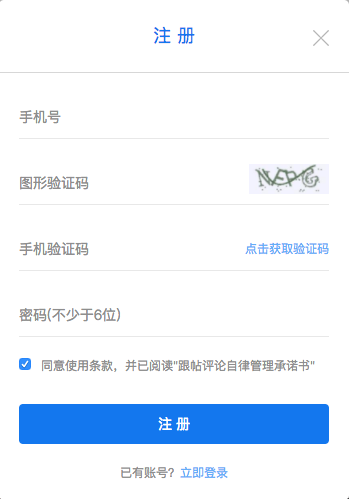 注 册
手机号
图形验证码
手机验证码 点击获取验证码
密码(不少于6位)
同意使用条款，并已阅读"跟帖评论自律管理承诺书"
注 册
已有账号? 立即登录